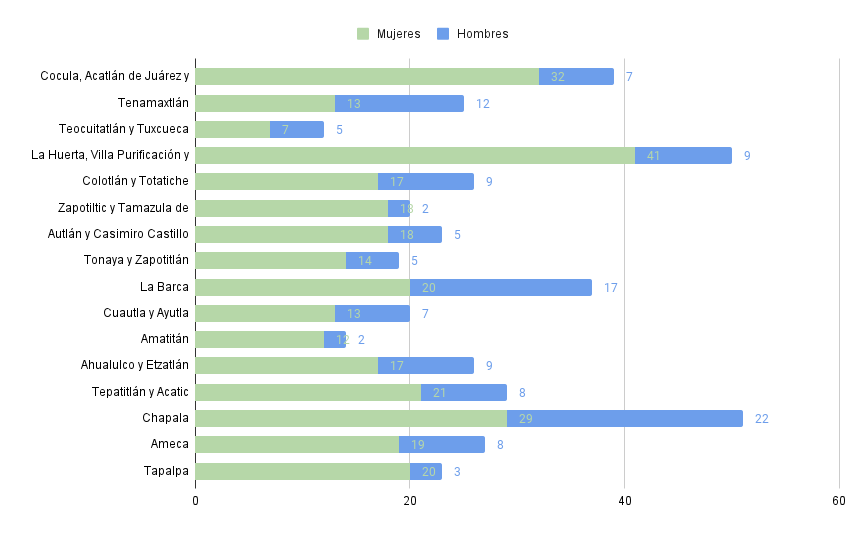 Mujeres Hombres
Cocula, Acatlán de Juárez y 32 7
Tenamaxtlán 13 12
Teocuitatlán y Tuxcueca 7 5
La Huerta, Villa Purificación y 41 9
Colotlán y Totatiche 17 9
Zapotiltic y Tamazula de 18 2
Autlán y Casimiro Castillo 18 5
Tonaya y Zapotitlán 14 5
La Barca 20 17
Cuautla y Ayutla 13 7
Amatitán 12 2
Ahualulco y Etzatlán 17 9
Tepatitlán y Acatic 21 8
Chapala 29 22
Ameca 19 8
Tapalpa 20 3
0 20 40 60